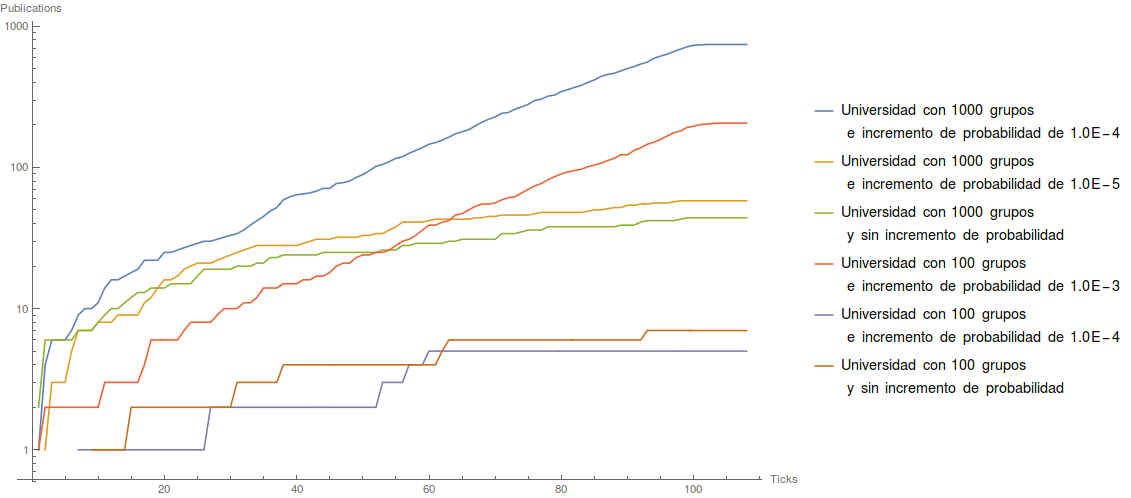 Publications
1000
100
10
1
20
40
60
80
100
Ticks
Universidad con 1000 grupos
e incremento de probabilidad de 1.0E-4
Universidad con 1000 grupos
e incremento de probabilidad de 1.0E-5
Universidad con 1000 grupos
y sin incremento de probabilidad
Universidad con 100 grupos
e incremento de probabilidad de 1.0E-3
Universidad con 100 grupos
e incremento de probabilidad de 1.0E-4
Universidad con 100 grupos
y sin incremento de probabilidad